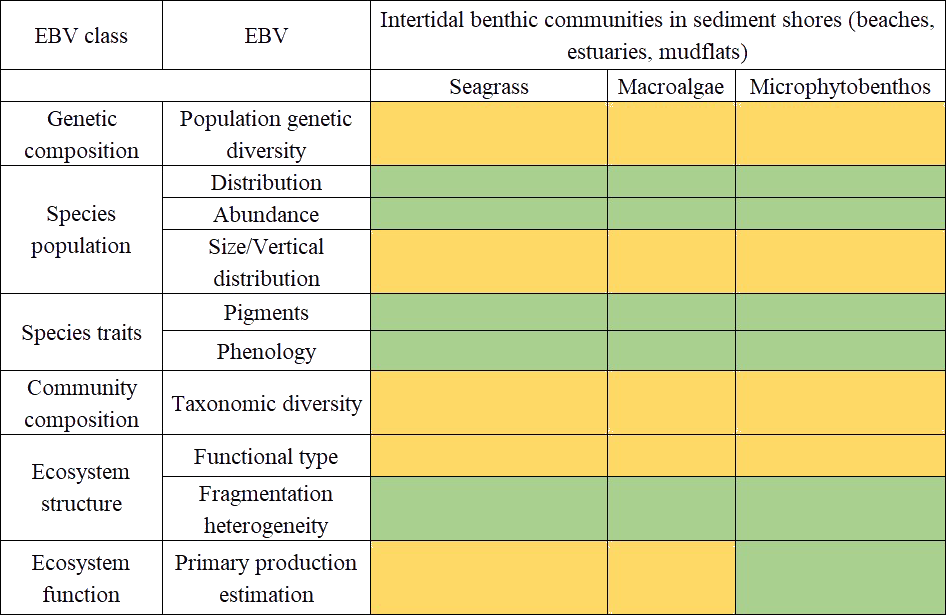 EBV class
EBV
Intertidal benthic communities in sediment shores (beaches,
estuaries, mudflats)
Seagrass
Macroalgae
Microphytobenthos
Genetic
composition
Population genetic
diversity
Species
population
Distribution
Abundance
Size/Vertical
distribution
Species traits
Pigments
Phenology
Community
composition
Taxonomic diversity
Ecosystem
structure
Functional type
Fragmentation
heterogeneity
Ecosystem
function
Primary production
estimation